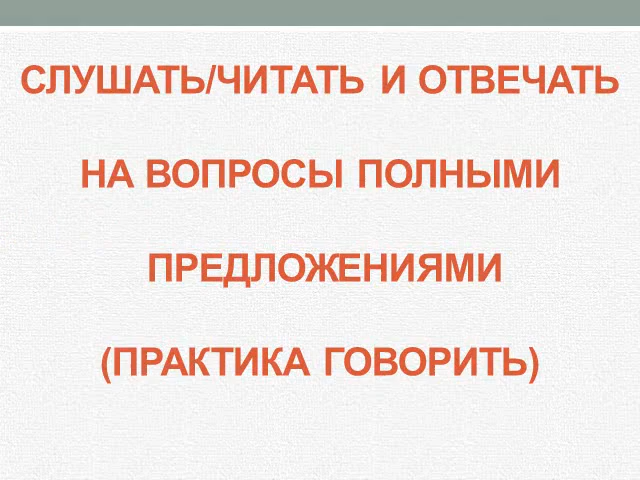 СЛУШАТЬ/ЧИТАТЬ И ОТВЕЧАТЬ
НА ВОПРОСЫ ПОЛНЫМИ
ПРЕДЛОЖЕНИЯМИ
(ПРАКТИКА ГОВОРИТЬ)